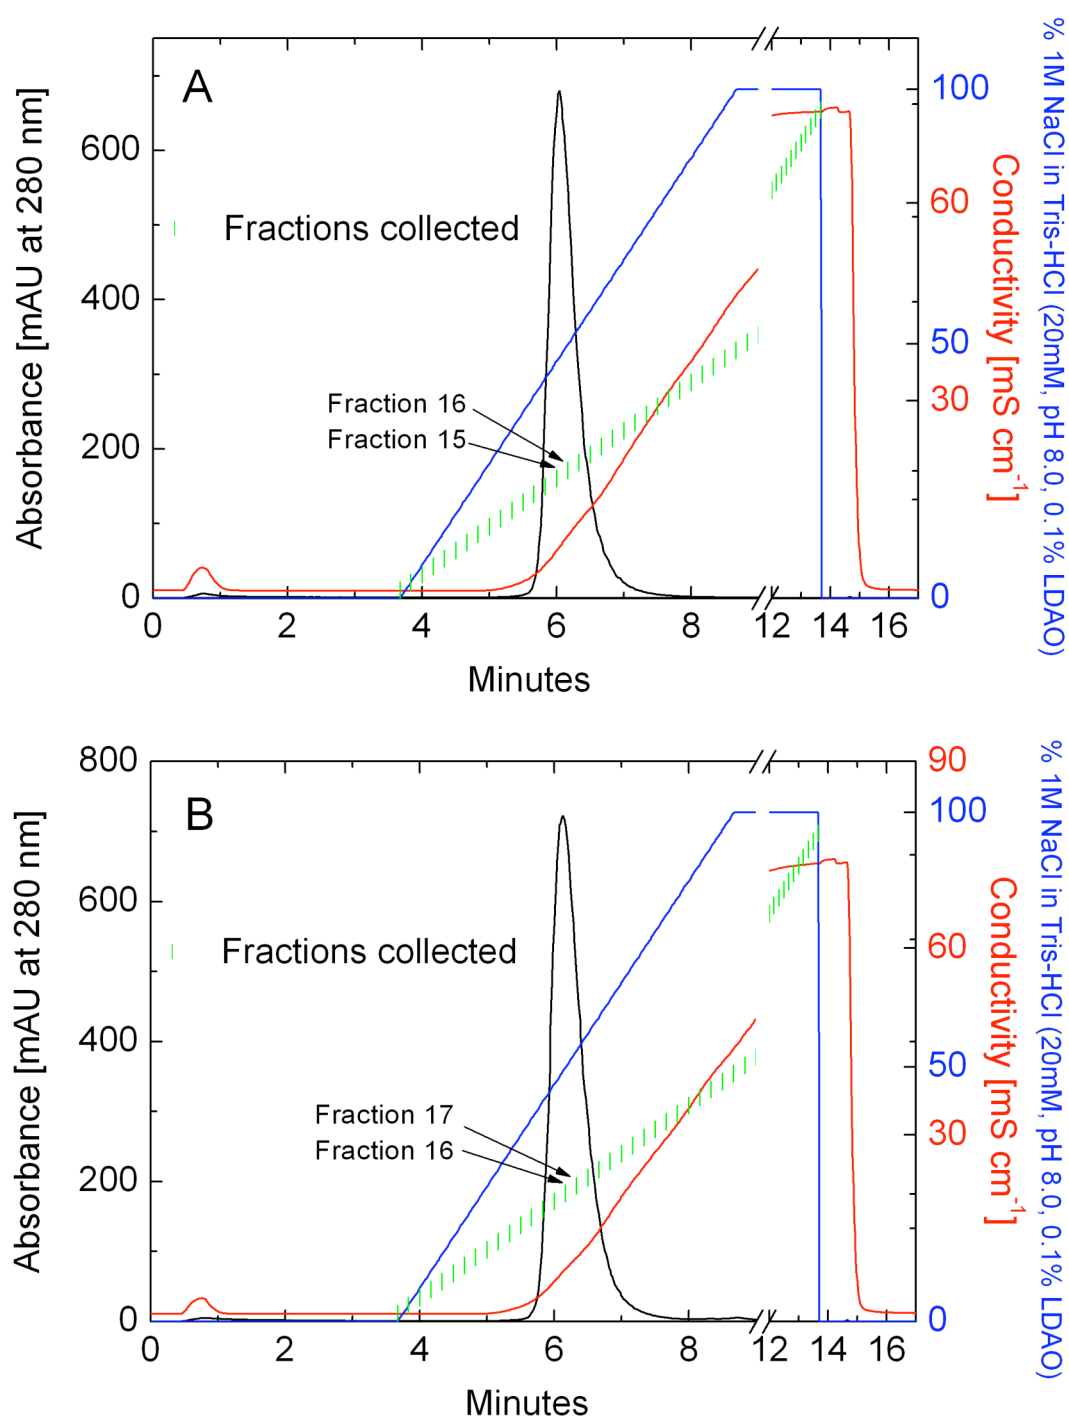 A
Absorbance [mAU at 280 nm]
600
400
200
0
Fractions collected
Fraction 16
Fraction 15
0 2 4 6 8 12 14 16
Minutes
60
30
Conductivity [mS cm-1]
100
50
0
% 1M NaCl in Tris-HCl (20mM, pH 8.0, 0.1% LDAO)
B
Absorbance [mAU at 280 nm]
800
600
400
200
0
Fractions collected
Fraction 17
Fraction 16
0 2 4 6 8 12 14 16
Minutes
90
60
30
Conductivity [mS cm-1]
100
50
0
% 1M NaCl in Tris-HCl (20mM, pH 8.0, 0.1% LDAO)